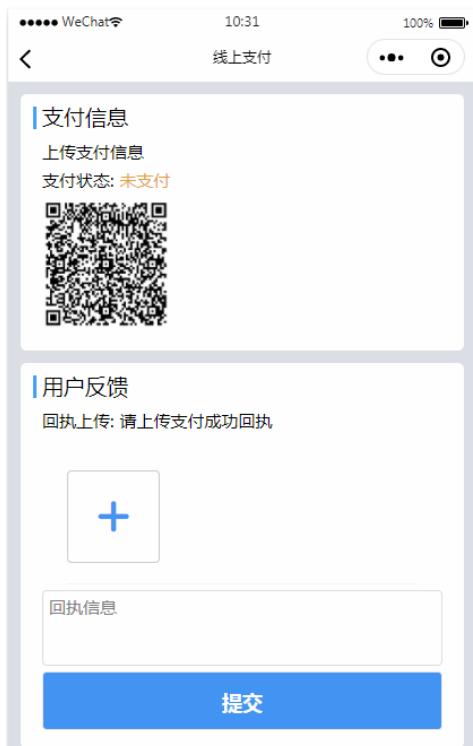 WeChat
10:31
100%
线上支付
支付信息
上传支付信息
支付状态: 未支付
用户反馈
回执上传: 请上传支付成功回执
回执信息
提交